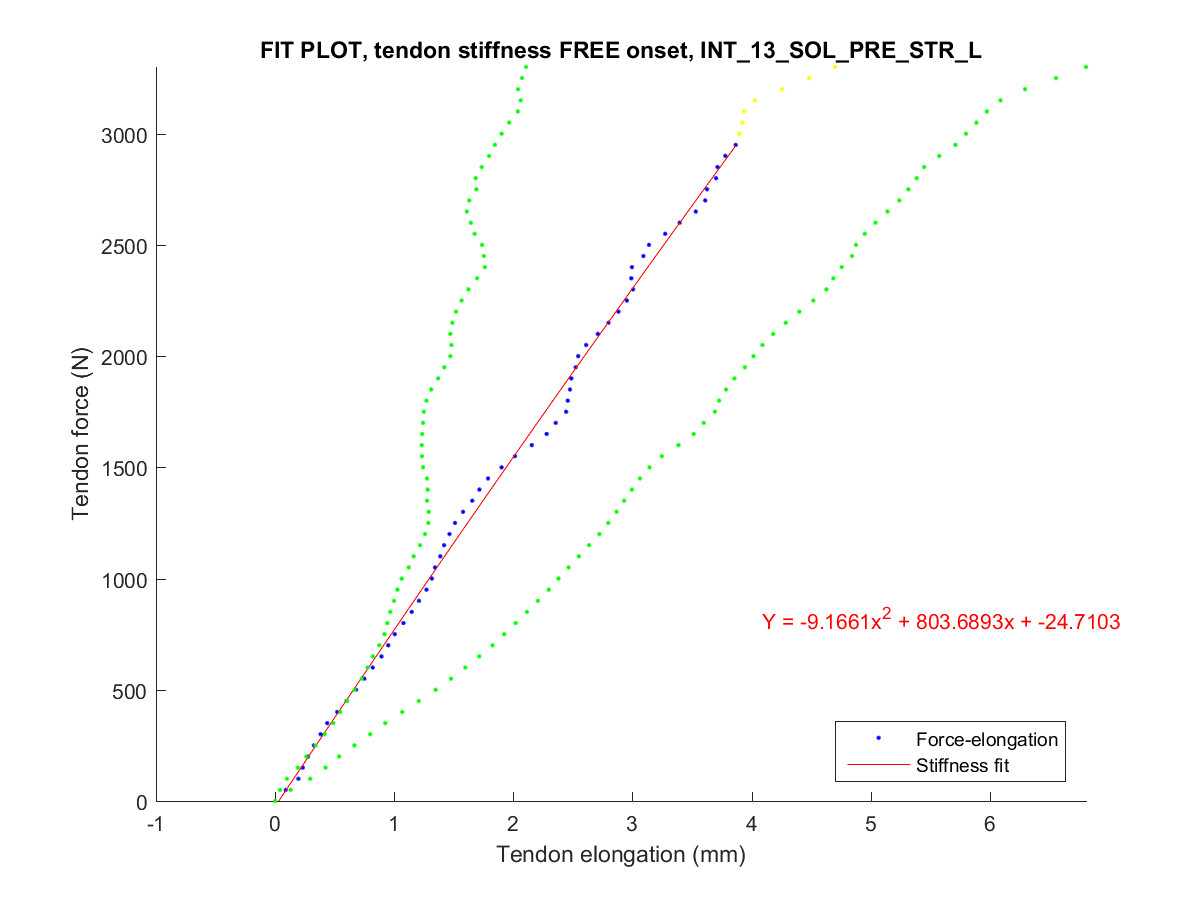 FIT PLOT, tendon stiffness FREE onset, INT_13_SOL_PRE_STR_L
3000
2500
2000
1500
1000
500
0
Tendon force (N)
Y = -9.1661x² + 803.6893x + -24.7103
Force-elongation
Stiffness fit
-1 0 1 2 3 4 5 6
Tendon elongation (mm)